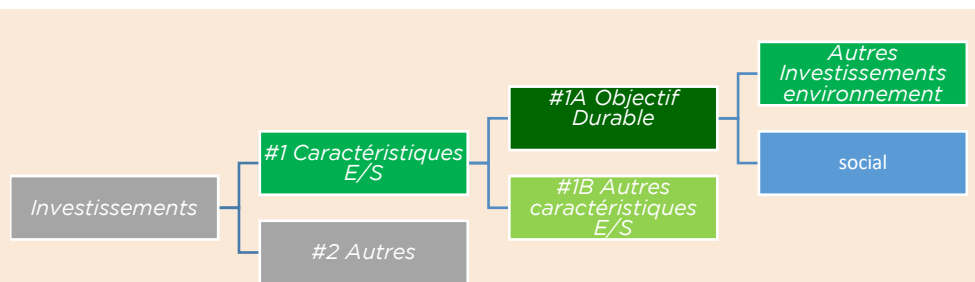 Investissements
#1 Caractéristiques
E/S
#2 Autres
#1A Objectif
Durable
#1B Autres
caractéristiques
E/S
Autres
Investissements
environnement
social